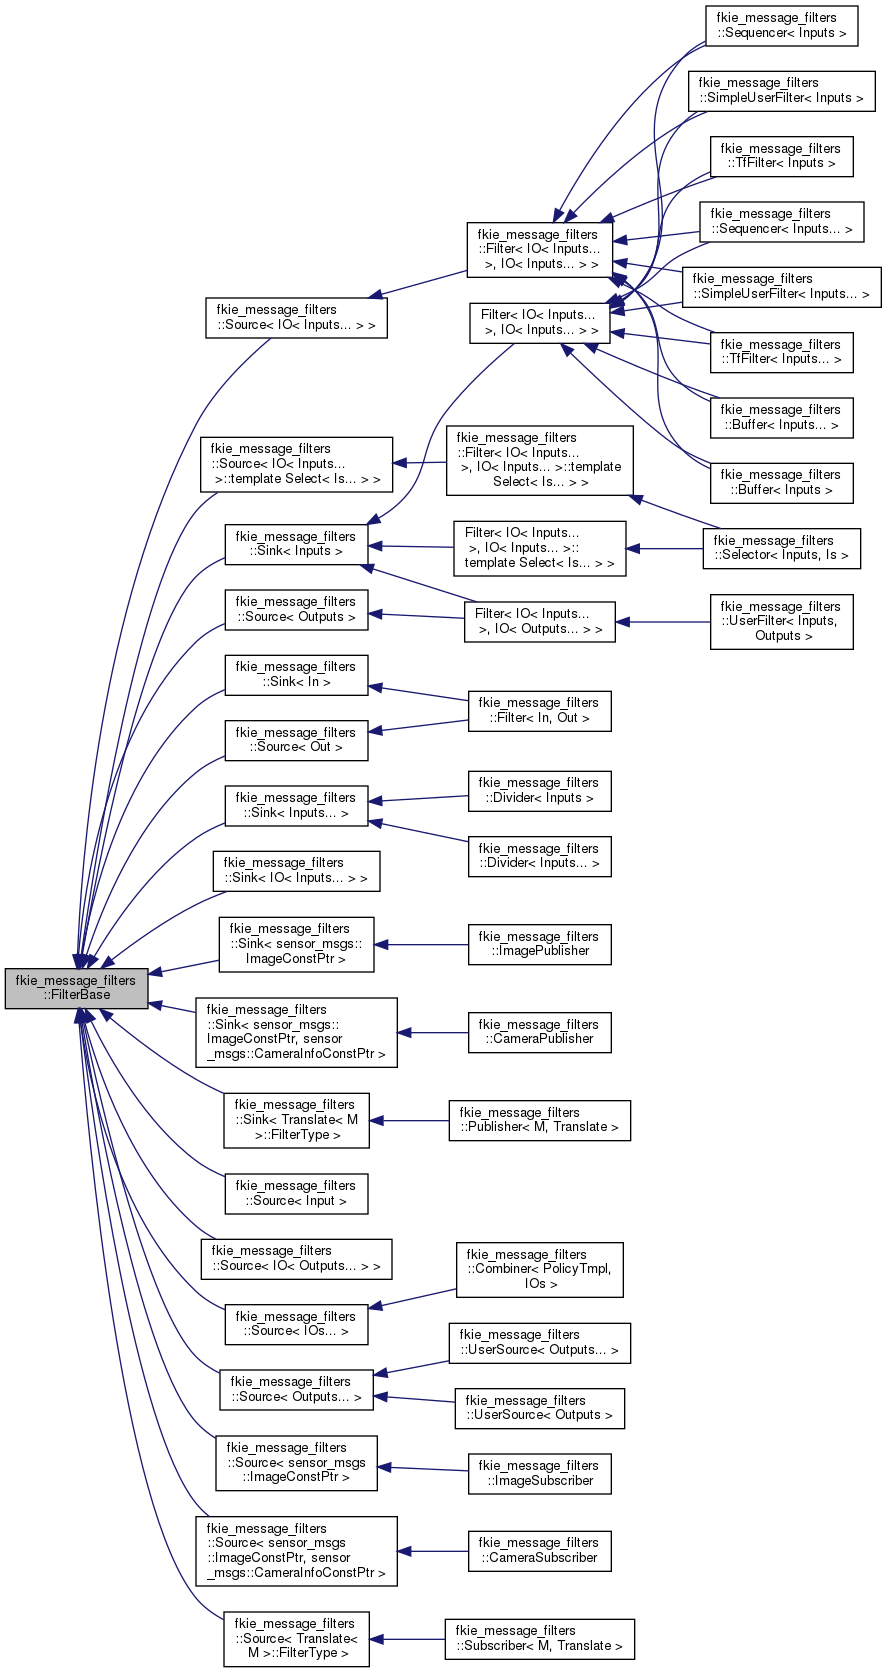 fkie_message_filters
::Sequencer< Inputs >
fkie_message_filters
::SimpleUserFilter< Inputs >
fkie_message_filters
::TfFilter< Inputs >
fkie_message_filters
::Sequencer< Inputs... >
fkie_message_filters
::Filter< IO< Inputs...
>, IO< Inputs... > >
fkie_message_filters
::SimpleUserFilter< Inputs... >
fkie_message_filters
::Source< IO< Inputs... > >
Filter< IO< Inputs...
>, IO< Inputs... > >
fkie_message_filters
::TfFilter< Inputs... >
fkie_message_filters
::Buffer< Inputs... >
fkie_message_filters
::Source< IO< Inputs...
>::template Select< Is... > >
fkie_message_filters
::Filter< IO< Inputs...
>, IO< Inputs... >::template
Select< Is... > >
fkie_message_filters
::Buffer< Inputs >
fkie_message_filters
::Sink< Inputs >
Filter< IO< Inputs...
>, IO< Inputs... >::
template Select< Is... > >
fkie_message_filters
::Selector< Inputs, Is >
fkie_message_filters
::Source< Outputs >
Filter< IO< Inputs...
>, IO< Outputs... > >
fkie_message_filters
::UserFilter< Inputs,
Outputs >
fkie_message_filters
::Sink< In >
fkie_message_filters
::Filter< In, Out >
fkie_message_filters
::Source< Out >
fkie_message_filters
::Sink< Inputs... >
fkie_message_filters
::Divider< Inputs >
fkie_message_filters
::Divider< Inputs... >
fkie_message_filters
::Sink< IO< Inputs... > >
fkie_message_filters
::Sink< sensor_msgs::
ImageConstPtr >
fkie_message_filters
::ImagePublisher
fkie_message_filters
::FilterBase
fkie_message_filters
::Sink< sensor_msgs::
ImageConstPtr, sensor
_msgs::CameraInfoConstPtr >
fkie_message_filters
::CameraPublisher
fkie_message_filters
::Sink< Translate< M
>::FilterType >
fkie_message_filters
::Publisher< M, Translate >
fkie_message_filters
::Source< Input >
fkie_message_filters
::Source< IO< Outputs... > >
fkie_message_filters
::Combiner< PolicyTmpl,
IOs >
fkie_message_filters
::Source< IOs... >
fkie_message_filters
::UserSource< Outputs... >
fkie_message_filters
::Source< Outputs... >
fkie_message_filters
::UserSource< Outputs >
fkie_message_filters
::Source< sensor_msgs
::ImageConstPtr >
fkie_message_filters
::ImageSubscriber
fkie_message_filters
::Source< sensor_msgs
::ImageConstPtr, sensor
_msgs::CameraInfoConstPtr >
fkie_message_filters
::CameraSubscriber
fkie_message_filters
::Source< Translate<
M >::FilterType >
fkie_message_filters
::Subscriber< M, Translate >